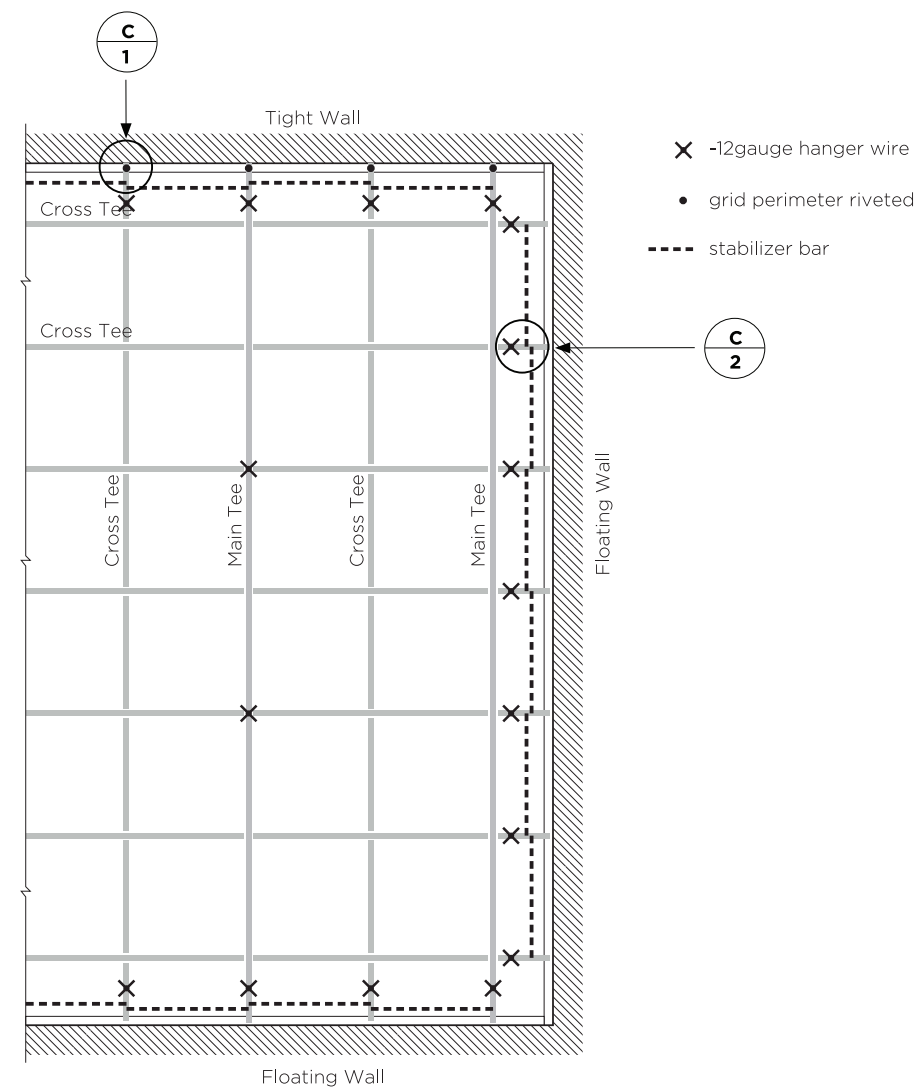 C
1
Tight Wall
-12gauge hanger wire
grid perimeter riveted
stabilizer bar
Cross Tee
Cross Tee
C
2
Cross Tee
Main Tee
Cross Tee
Main Tee
Floating Wall
Floating Wall